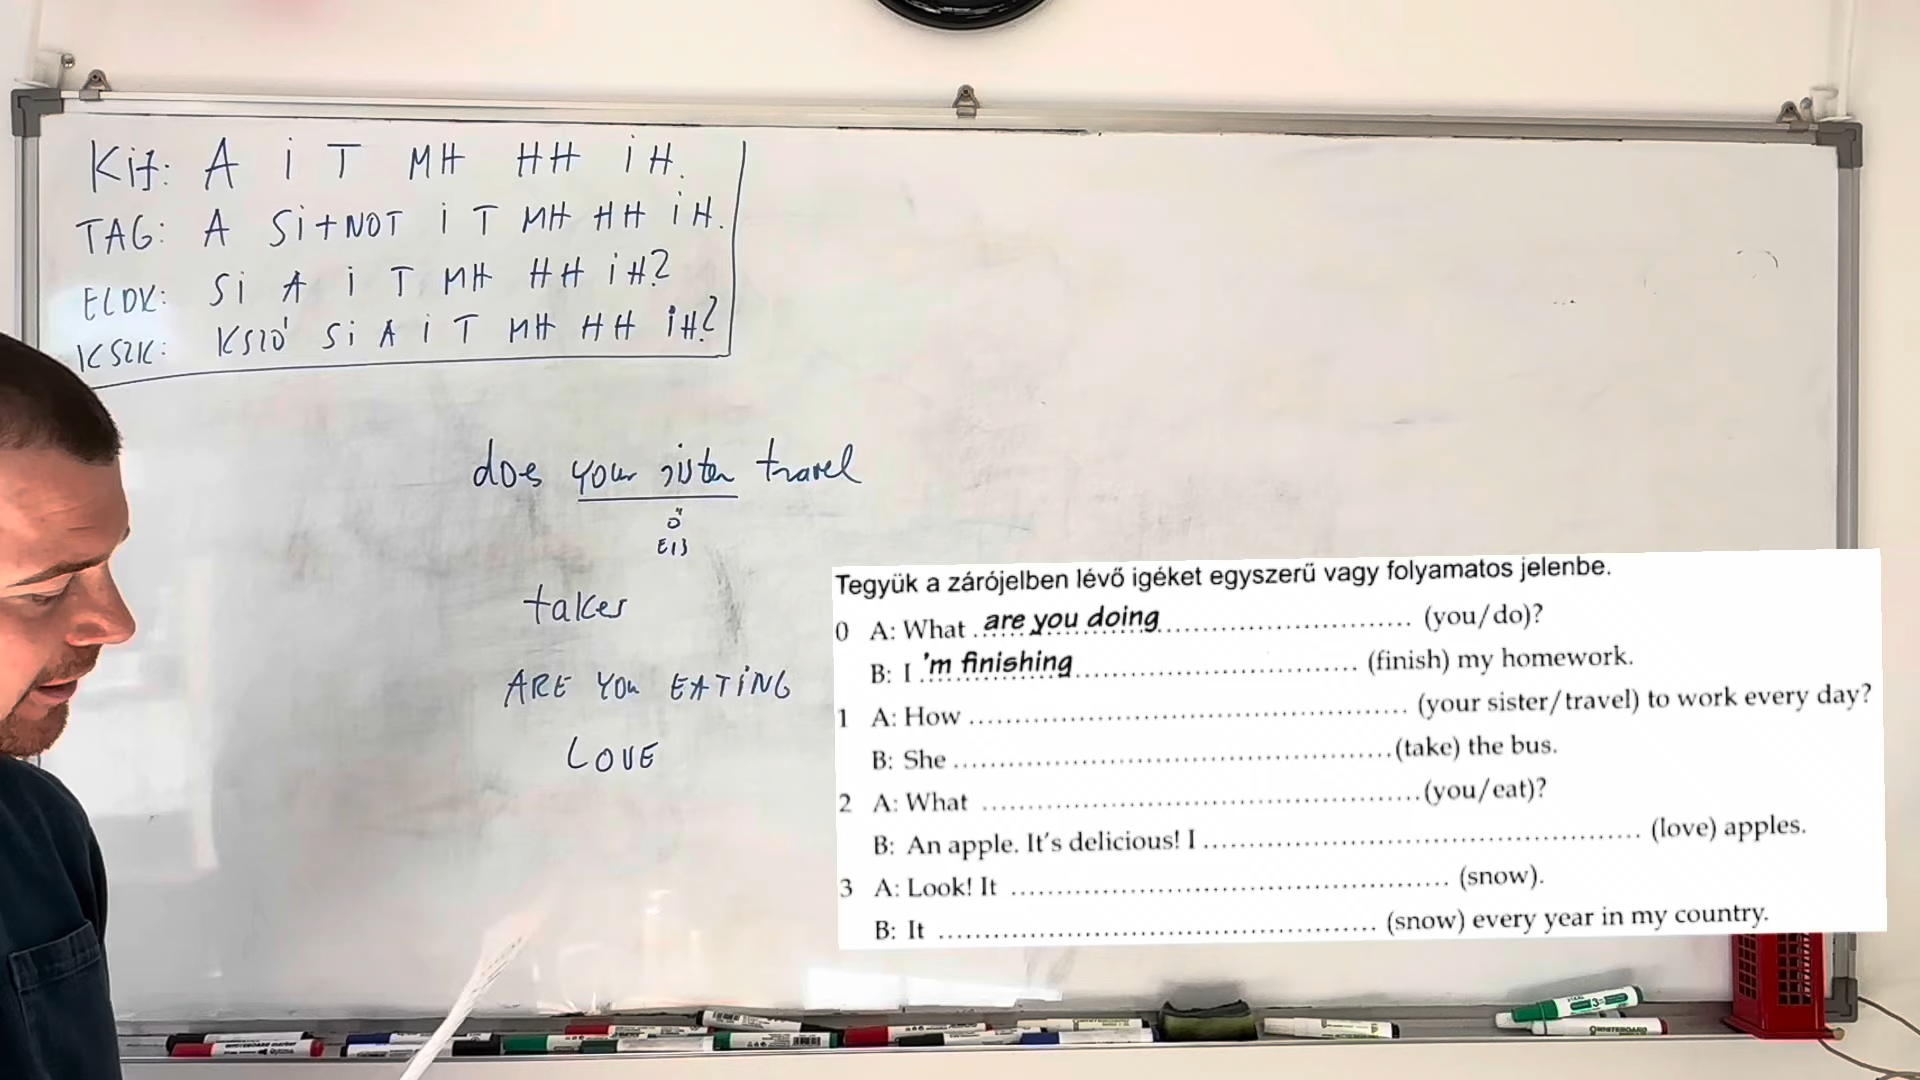 Kif: A i T MH HH iH.
TAG: A Si+NOT i T MH HH iH.
ELDK: Si A i T MH HH iH?
KSZK: KSZÓ Si A i T MH HH iH?
does your sister travel
ő
E/3
takes
ARE YOU EATING
LOVE
Tegyük a zárójelben lévő igéket egyszerű vagy folyamatos jelenbe.
0 A: What are you doing (you/do)?
B: I 'm finishing (finish) my homework.
1 A: How (your sister/travel) to work every day?
B: She (take) the bus.
2 A: What (you/eat)?
B: An apple. It's delicious! I (love) apples.
3 A: Look! It (snow).
B: It (snow) every year in my country.